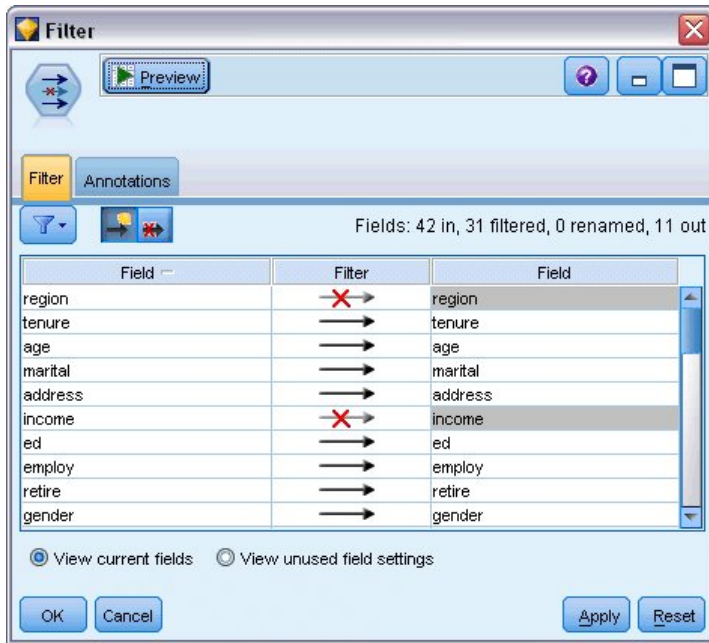 Filter
Preview
Filter
Annotations
Fields: 42 in, 31 filtered, 0 renamed, 11 out
Field Filter Field
region region
tenure tenure
age age
marital marital
address address
income income
ed ed
employ employ
retire retire
gender gender
View current fields View unused field settings
OK Cancel Apply Reset